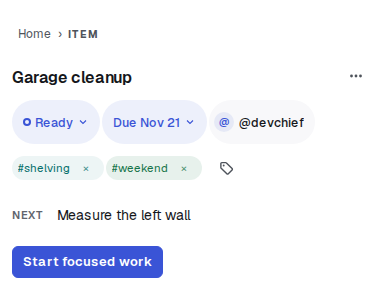 Home › ITEM
Garage cleanup
Ready Due Nov 21 @ @devchief
#shelving × #weekend ×
NEXT Measure the left wall
Start focused work